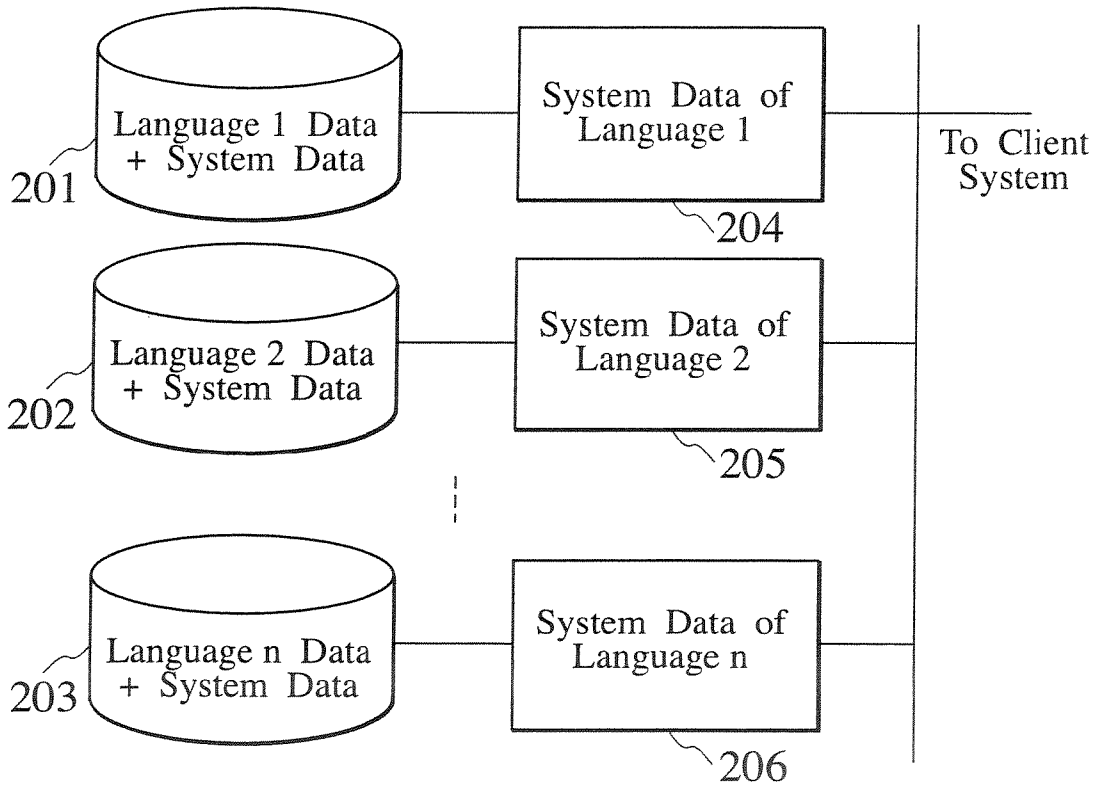 Language 1 Data
+ System Data
201
System Data of
Language 1
204
To Client
System
Language 2 Data
+ System Data
202
System Data of
Language 2
205
Language n Data
+ System Data
203
System Data of
Language n
206